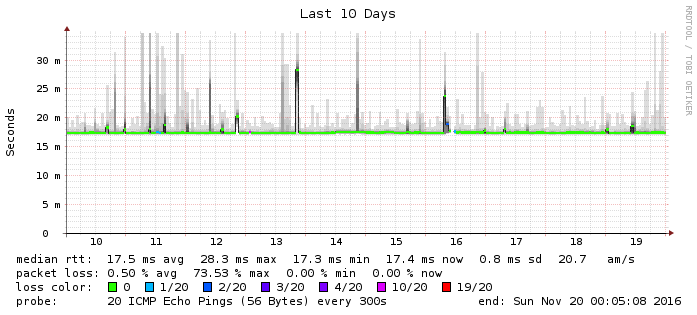 Last 10 Days
RRDTOOL / TOBI OETIKER
Seconds
30 m
25 m
20 m
15 m
10 m
5 m
0
10 11 12 13 14 15 16 17 18 19
median rtt: 17.5 ms avg 28.3 ms max 17.3 ms min 17.4 ms now 0.8 ms sd 20.7 am/s
packet loss: 0.50 % avg 73.53 % max 0.00 % min 0.00 % now
loss color: 0 1/20 2/20 3/20 4/20 10/20 19/20
probe: 20 ICMP Echo Pings (56 Bytes) every 300s end: Sun Nov 20 00:05:08 2016